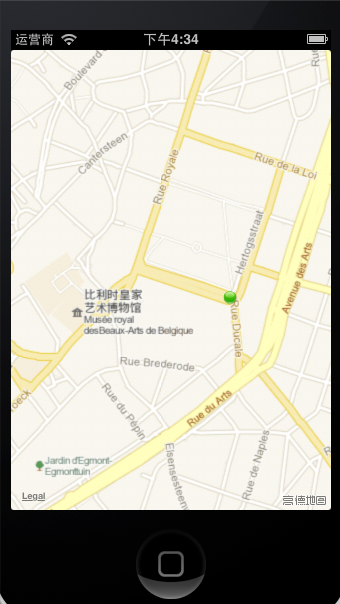 运营商 下午4:34
Boulevard
Cantersteen
Rue Royale
Rue de la Loi
Hertogsstraat
Avenue des Arts
比利时皇家
艺术博物馆
Musée royal
desBeaux-Arts de Belgique
Rue Ducale
Rue Brederode
Rue du Pépin
Rue du Arts
Elsensesteen
Rue de Naples
Jardin d'Egmont-
Egmonttuin
Legal
高德地图